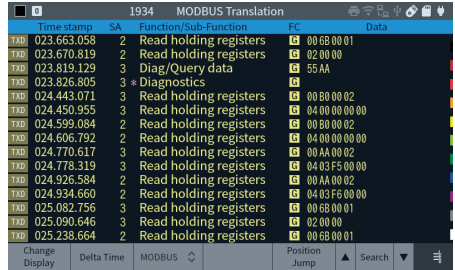 D 1934 MODBUS Translation
Time stamp SA Function/Sub-Function FC Data
TXD 023.663.058 2 Read holding registers G 00 6B 00 01
TXD 023.670.819 2 Read holding registers G 02 00 00
TXD 023.819.129 3 Diag/Query data G 55 AA
TXD 023.826.805 3 * Diagnostics G
TXD 024.443.071 3 Read holding registers G 00 B0 00 02
TXD 024.450.955 3 Read holding registers G 04 00 00 00 00
TXD 024.599.084 2 Read holding registers G 00 B0 00 02
TXD 024.606.792 2 Read holding registers G 04 00 00 00 00
TXD 024.770.617 3 Read holding registers G 00 AA 00 02
TXD 024.778.319 3 Read holding registers G 04 03 F5 00 00
TXD 024.926.584 2 Read holding registers G 00 AA 00 02
TXD 024.934.660 2 Read holding registers G 04 03 F6 00 00
TXD 025.082.756 3 Read holding registers G 00 6B 00 01
TXD 025.090.646 3 Read holding registers G 02 00 00
TXD 025.238.664 2 Read holding registers G 00 6B 00 01
Change Display Delta Time MODBUS Position Jump ▲ Search ▼